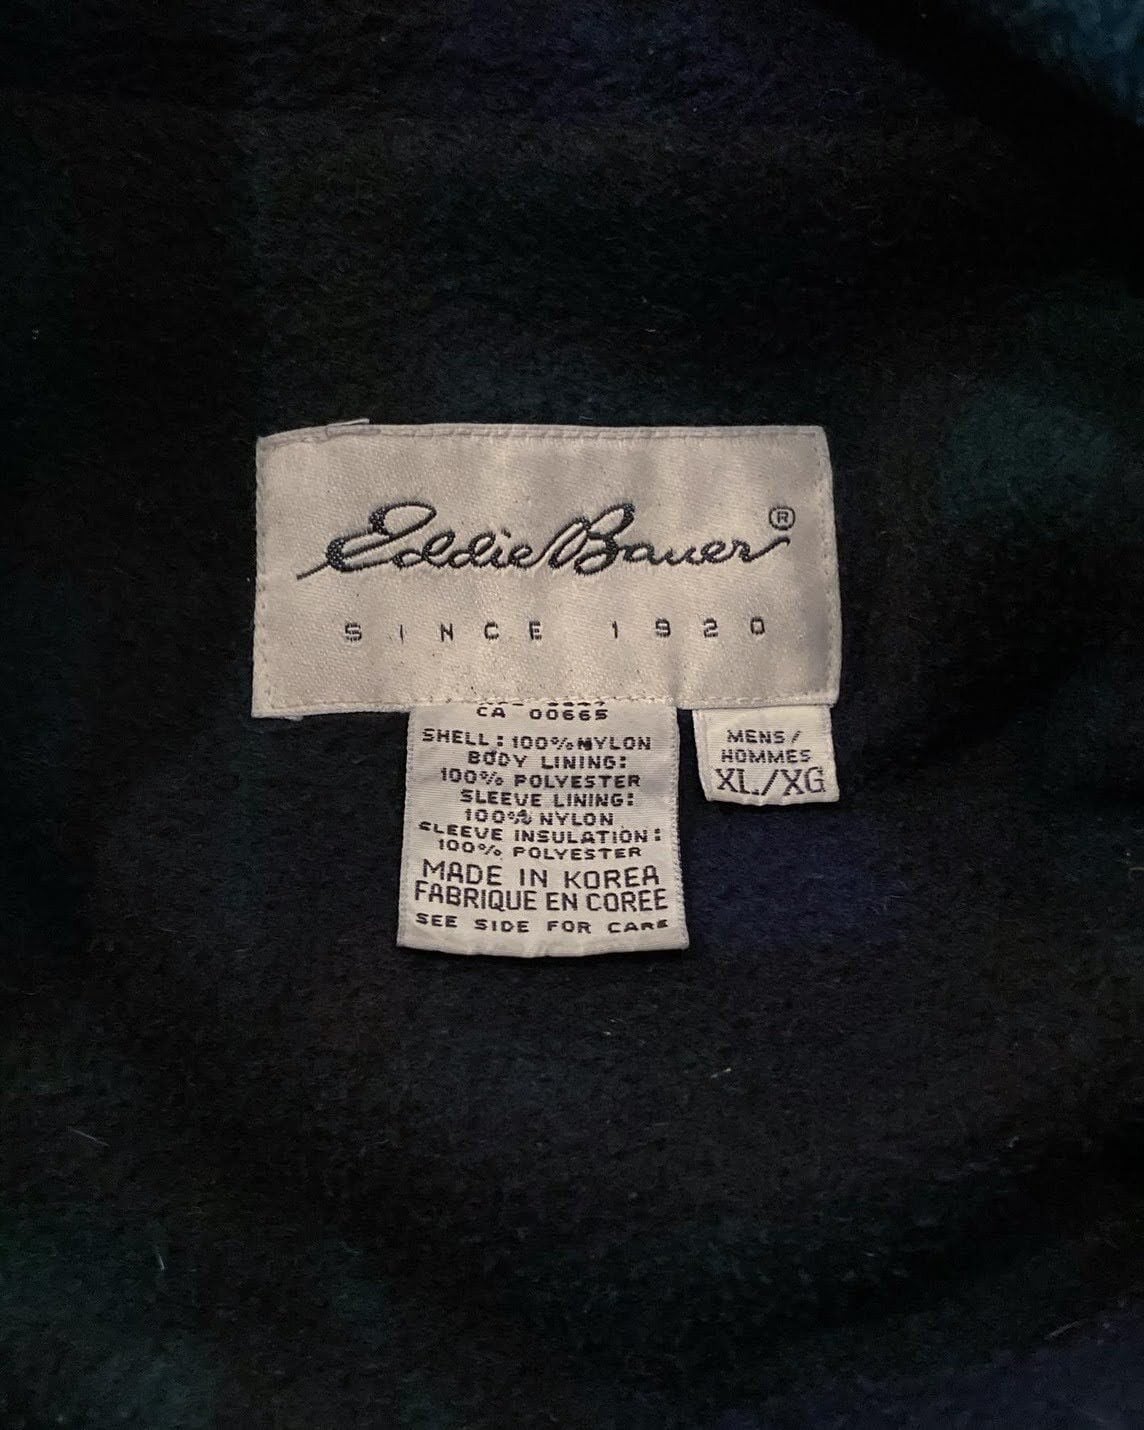 Eddie Bauer®
SINCE 1920
CA 00665
SHELL: 100% NYLON
BODY LINING:
100% POLYESTER
SLEEVE LINING:
100% NYLON
SLEEVE INSULATION:
100% POLYESTER
MADE IN KOREA
FABRIQUE EN COREE
SEE SIDE FOR CARE
MENS/
HOMMES
XL/XG